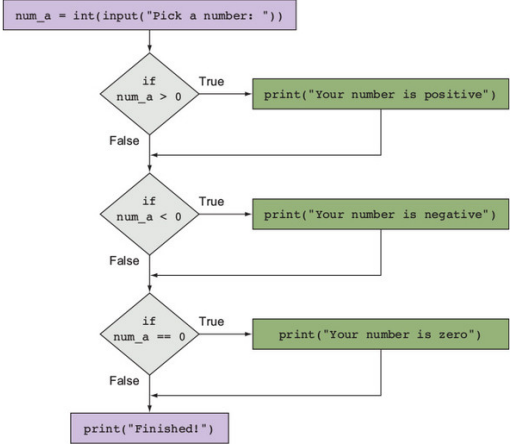 num_a = int(input("Pick a number: "))
if
num_a > 0
True
print("Your number is positive")
False
if
num_a < 0
True
print("Your number is negative")
False
if
num_a == 0
True
print("Your number is zero")
False
print("Finished!")